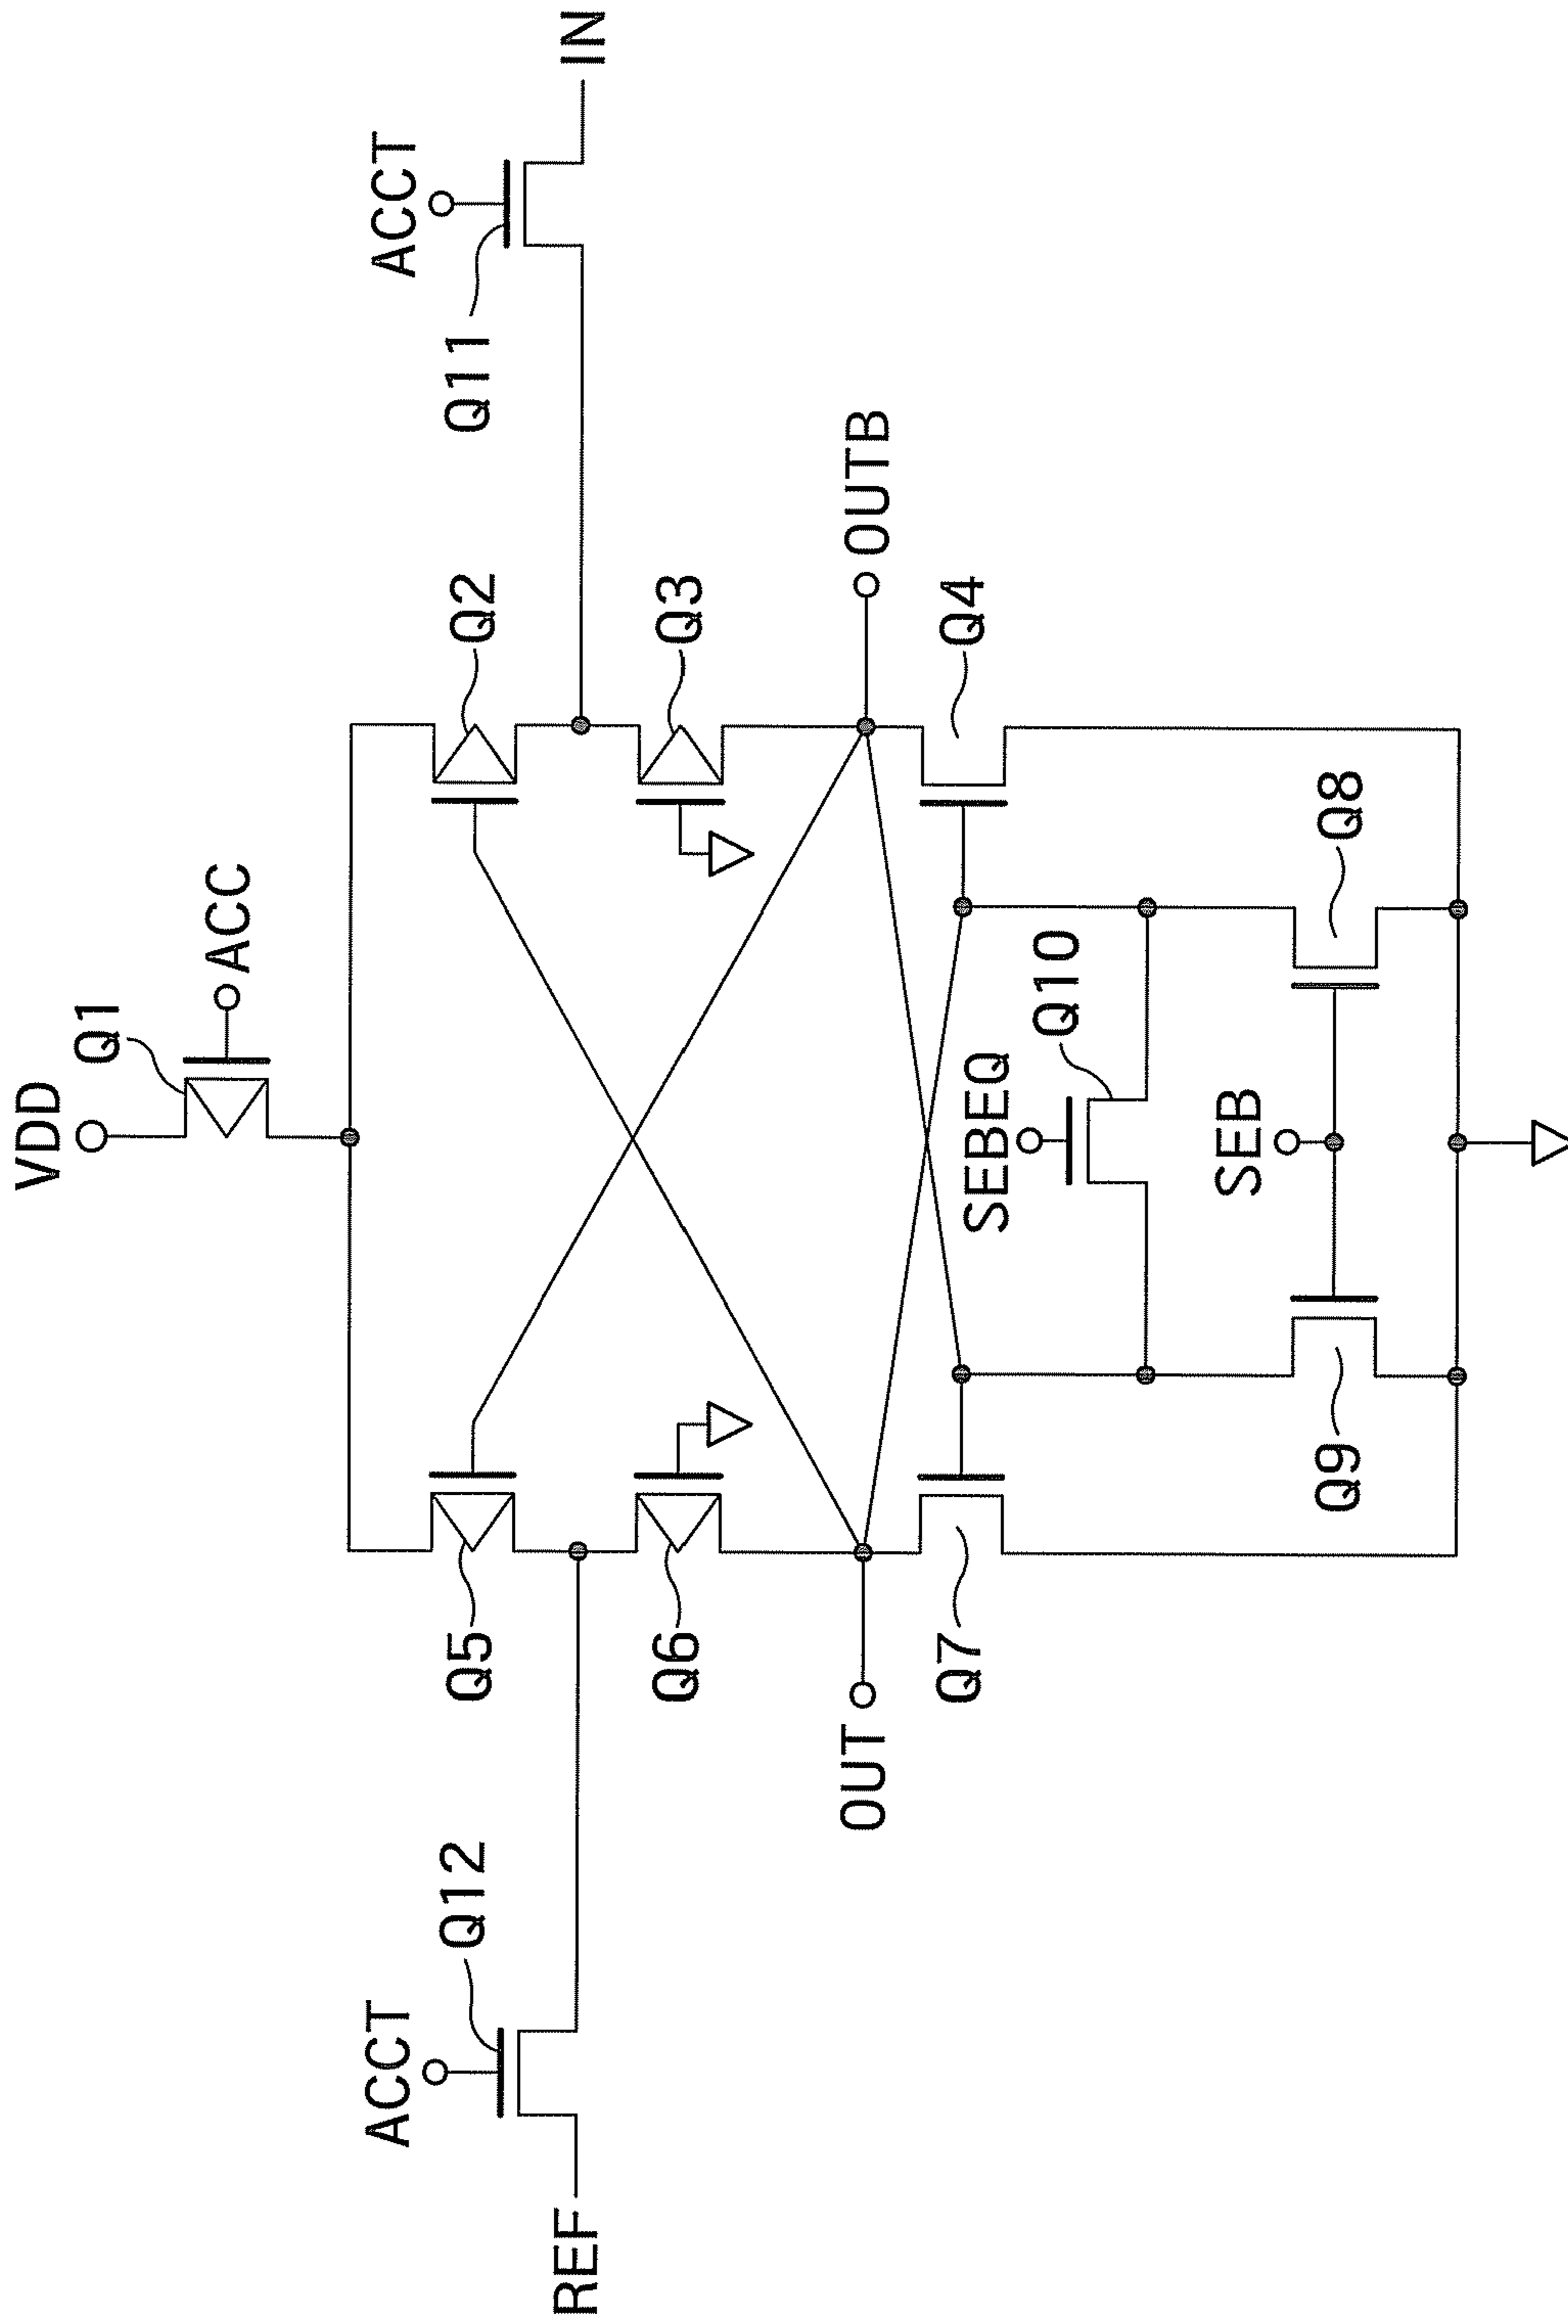 VDD
Q1
ACC
ACCT
Q12
REF
Q5
Q2
ACCT
Q11
IN
Q6
Q3
OUT
OUTB
Q7
Q4
SEBEQ
Q10
SEB
Q9
Q8